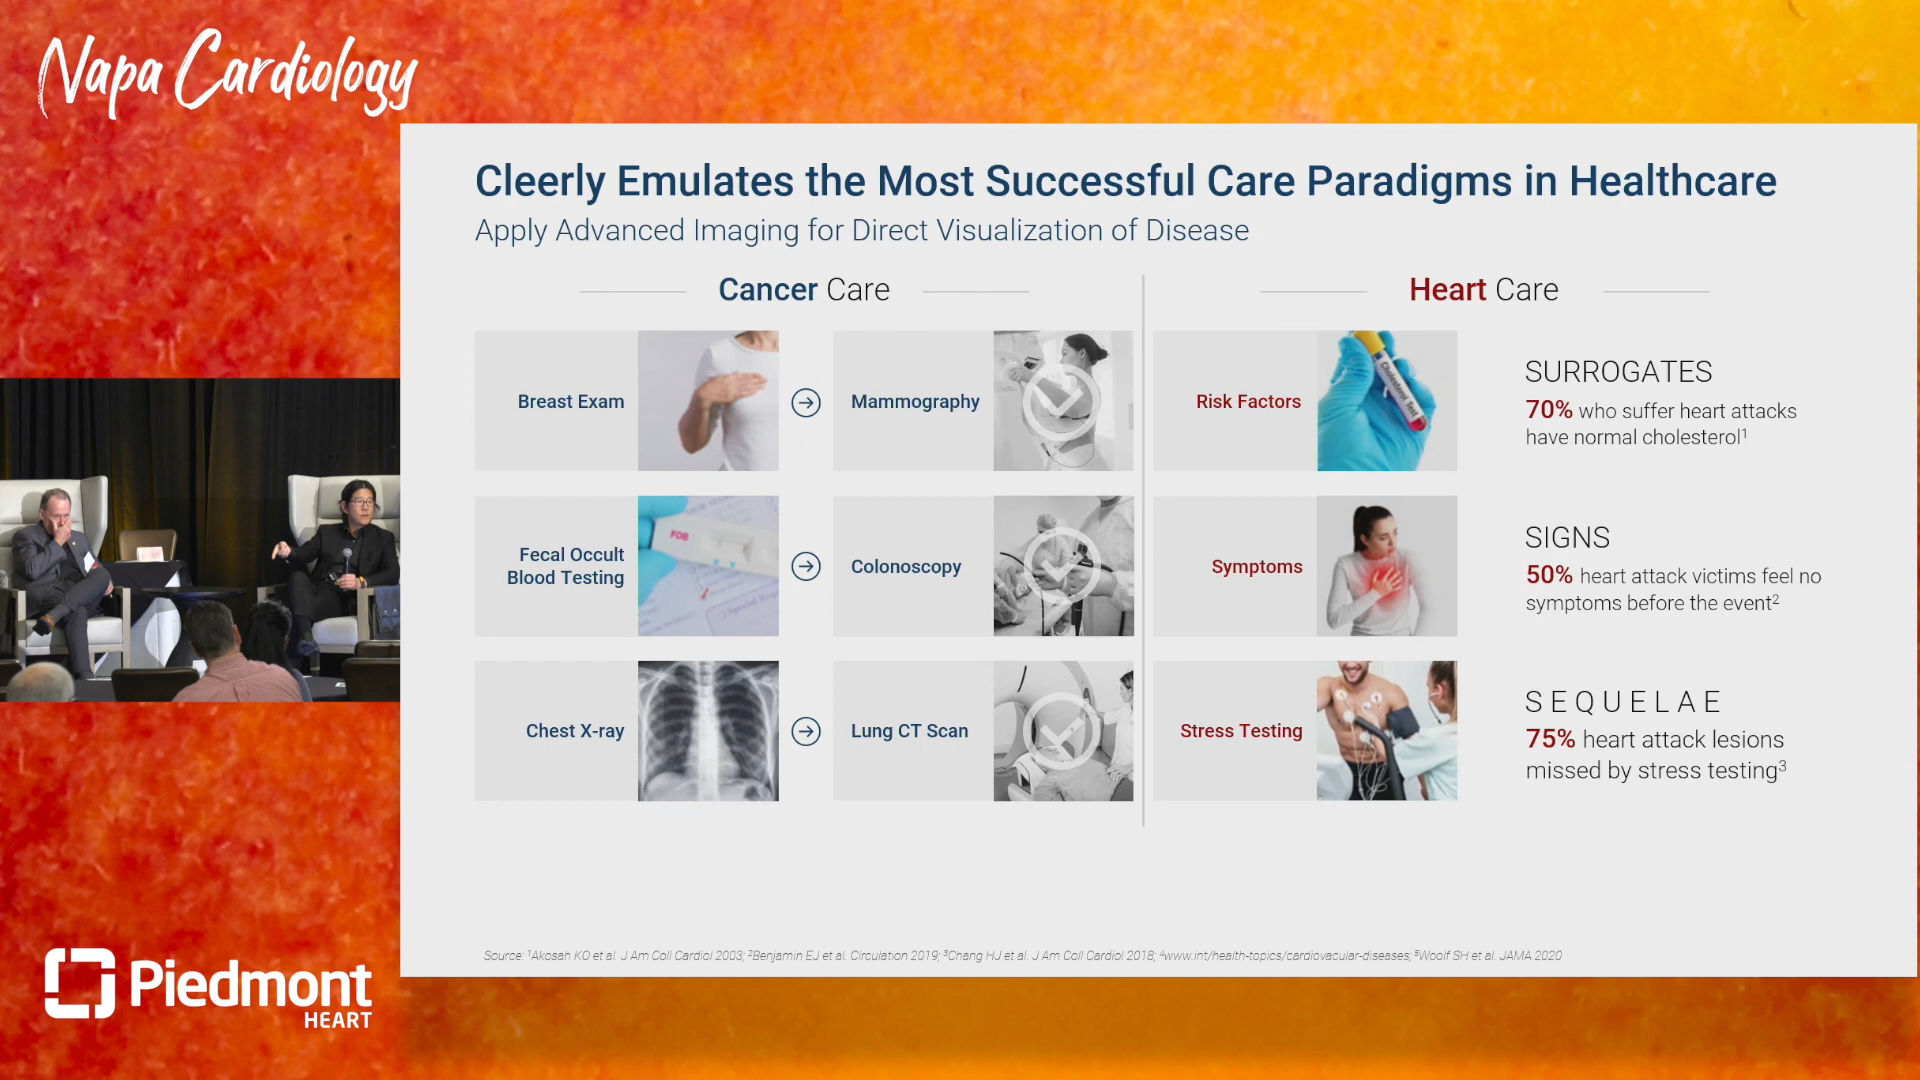 Napa Cardiology
Cleerly Emulates the Most Successful Care Paradigms in Healthcare
Apply Advanced Imaging for Direct Visualization of Disease
Cancer Care
Heart Care
Breast Exam
Mammography
Risk Factors
Cholesterol Test
SURROGATES
70% who suffer heart attacks
have normal cholesterol¹
Fecal Occult
Blood Testing
FOB
Colonoscopy
Symptoms
SIGNS
50% heart attack victims feel no
symptoms before the event²
Chest X-ray
Lung CT Scan
Stress Testing
SEQUELAE
75% heart attack lesions
missed by stress testing³
Source: ¹Akosah KO et al. J Am Coll Cardiol 2003; ²Benjamin EJ et al. Circulation 2019; ³Chang HJ et al. J Am Coll Cardiol 2018; ⁴www.int/health-topics/cardiovacular-diseases; ⁵Woolf SH et al. JAMA 2020
Piedmont
HEART